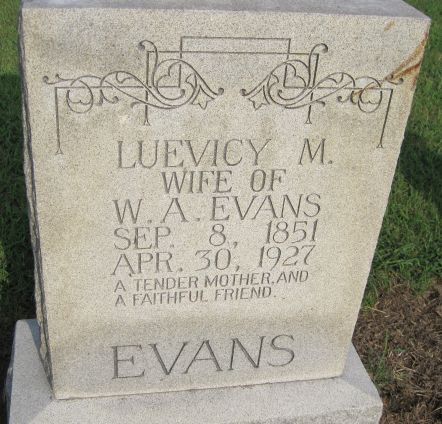 LUEVICY M.
WIFE OF
W. A. EVANS
SEP. 8, 1851
APR. 30, 1927
A TENDER MOTHER, AND
A FAITHFUL FRIEND.
EVANS